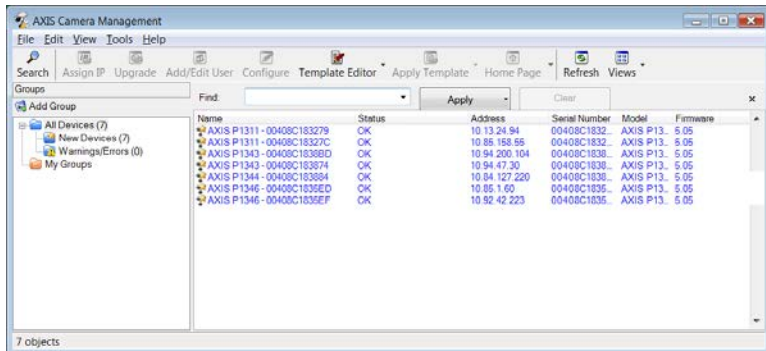 AXIS Camera Management
File Edit View Tools Help
Search Assign IP Upgrade Add/Edit User Configure Template Editor Apply Template Home Page Refresh Views
Groups
Find: Apply Clear x
Add Group
Name Status Address Serial Number Model Firmware
All Devices (7)
New Devices (7)
Warnings/Errors (0)
My Groups
AXIS P1311 - 00408C183279 OK 10.13.24.94 00408C1832... AXIS P13... 5.05
AXIS P1311 - 00408C18327C OK 10.85.158.55 00408C1832... AXIS P13... 5.05
AXIS P1343 - 00408C1838BD OK 10.94.200.104 00408C1838... AXIS P13... 5.05
AXIS P1343 - 00408C183874 OK 10.94.47.30 00408C1838... AXIS P13... 5.05
AXIS P1344 - 00408C183884 OK 10.84.127.220 00408C1838... AXIS P13... 5.05
AXIS P1346 - 00408C1835ED OK 10.85.1.60 00408C1835... AXIS P13... 5.05
AXIS P1346 - 00408C1835EF OK 10.92.42.223 00408C1835... AXIS P13... 5.05
7 objects